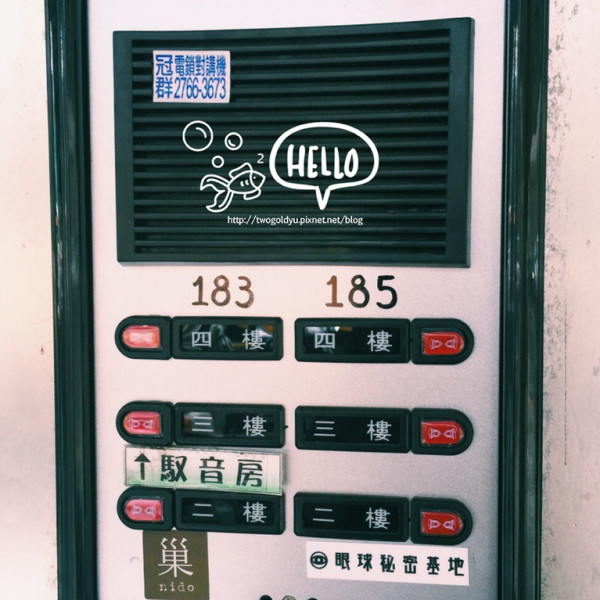 冠群 電鎖對講機
2766-3673
HELLO
2
http://twogoldyu.pixnet.net/blog
183 185
四樓 四樓
三樓 三樓
↑馭音房
二樓 二樓
巢
nido
眼球秘密基地